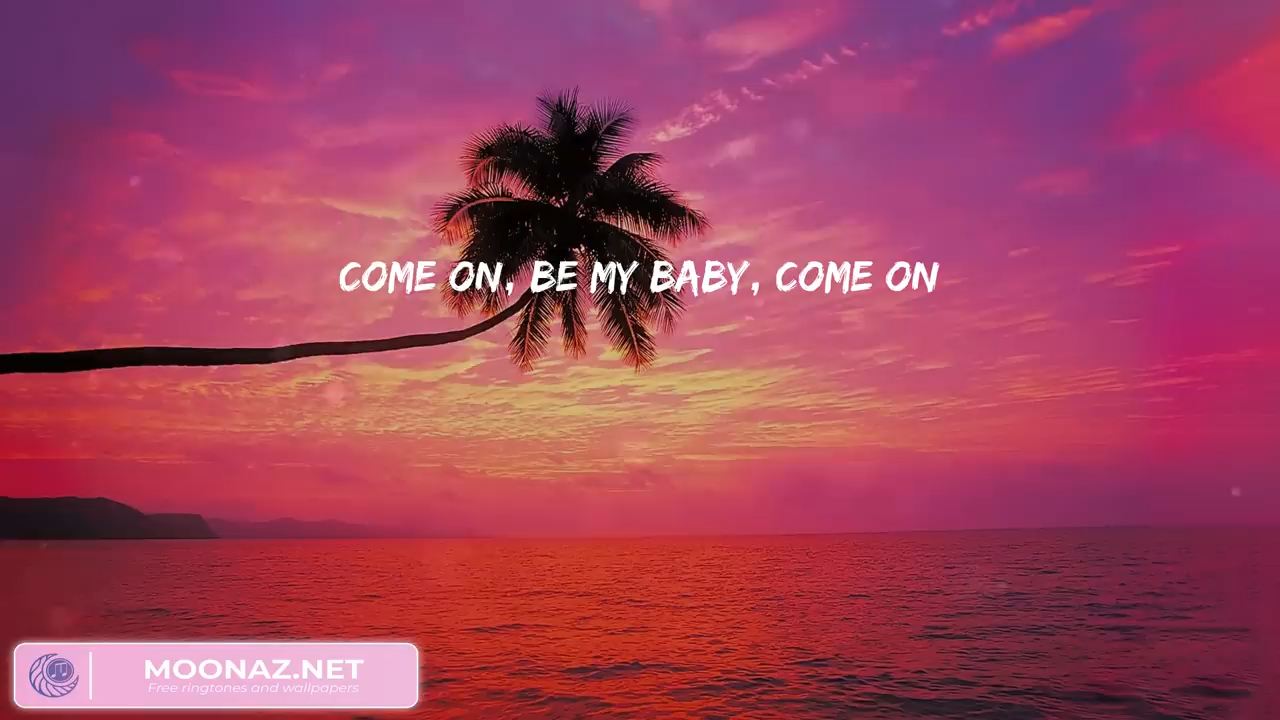 COME ON, BE MY BABY, COME ON
MOONAZ.NET
Free ringtones and wallpapers